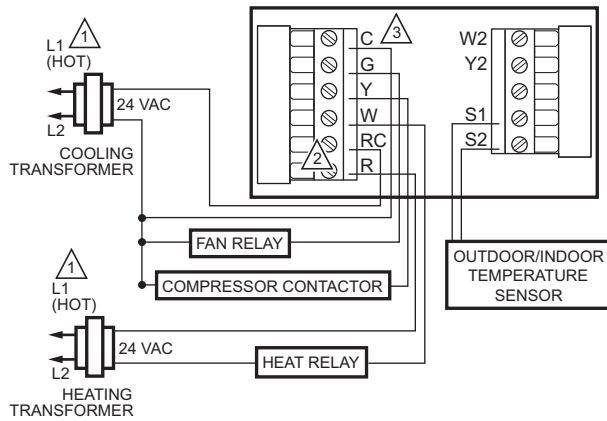 1
L1
(HOT)
24 VAC
L2
COOLING
TRANSFORMER
C
3
G
Y
W
RC
2
R
W2
Y2
S1
S2
FAN RELAY
COMPRESSOR CONTACTOR
OUTDOOR/INDOOR
TEMPERATURE
SENSOR
1
L1
(HOT)
24 VAC
L2
HEAT RELAY
HEATING
TRANSFORMER